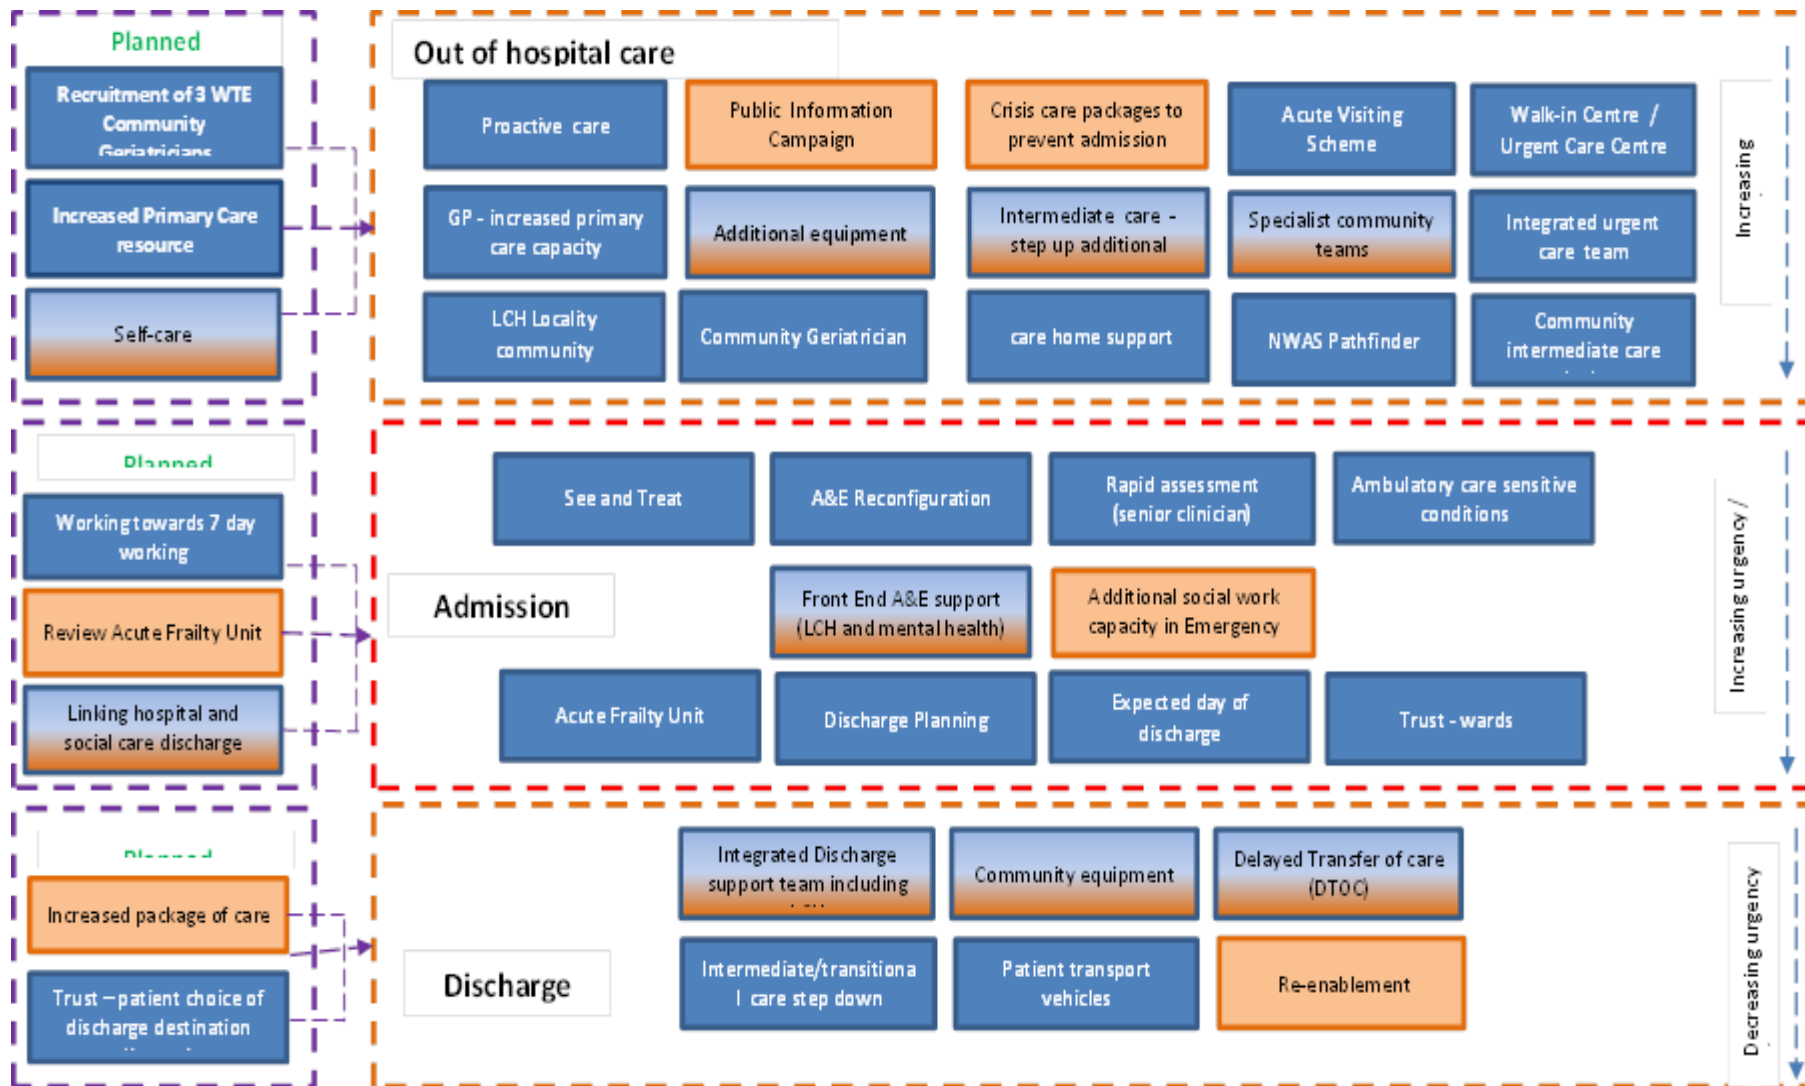 Planned
Recruitment of 3 WTE
Community
Geriatricians
Increased Primary Care
resource
Self-care
Out of hospital care
Proactive care
Public Information
Campaign
Crisis care packages to
prevent admission
Acute Visiting
Scheme
Walk-in Centre /
Urgent Care Centre
GP - increased primary
care capacity
Additional equipment
Intermediate care -
step up additional
Specialist community
teams
Integrated urgent
care team
LCH Locality
community
Community Geriatrician
care home support
NWAS Pathfinder
Community
intermediate care
Increasing
Planned
Working towards 7 day
working
Review Acute Frailty Unit
Linking hospital and
social care discharge
Admission
See and Treat
A&E Reconfiguration
Rapid assessment
(senior clinician)
Ambulatory care sensitive
conditions
Front End A&E support
(LCH and mental health)
Additional social work
capacity in Emergency
Acute Frailty Unit
Discharge Planning
Expected day of
discharge
Trust - wards
Increasing urgency /
Planned
Increased package of care
Trust – patient choice of
discharge destination
Discharge
Integrated Discharge
support team including
Community equipment
Delayed Transfer of care
(DTOC)
Intermediate/transitiona
l care step down
Patient transport
vehicles
Re-enablement
Decreasing urgency